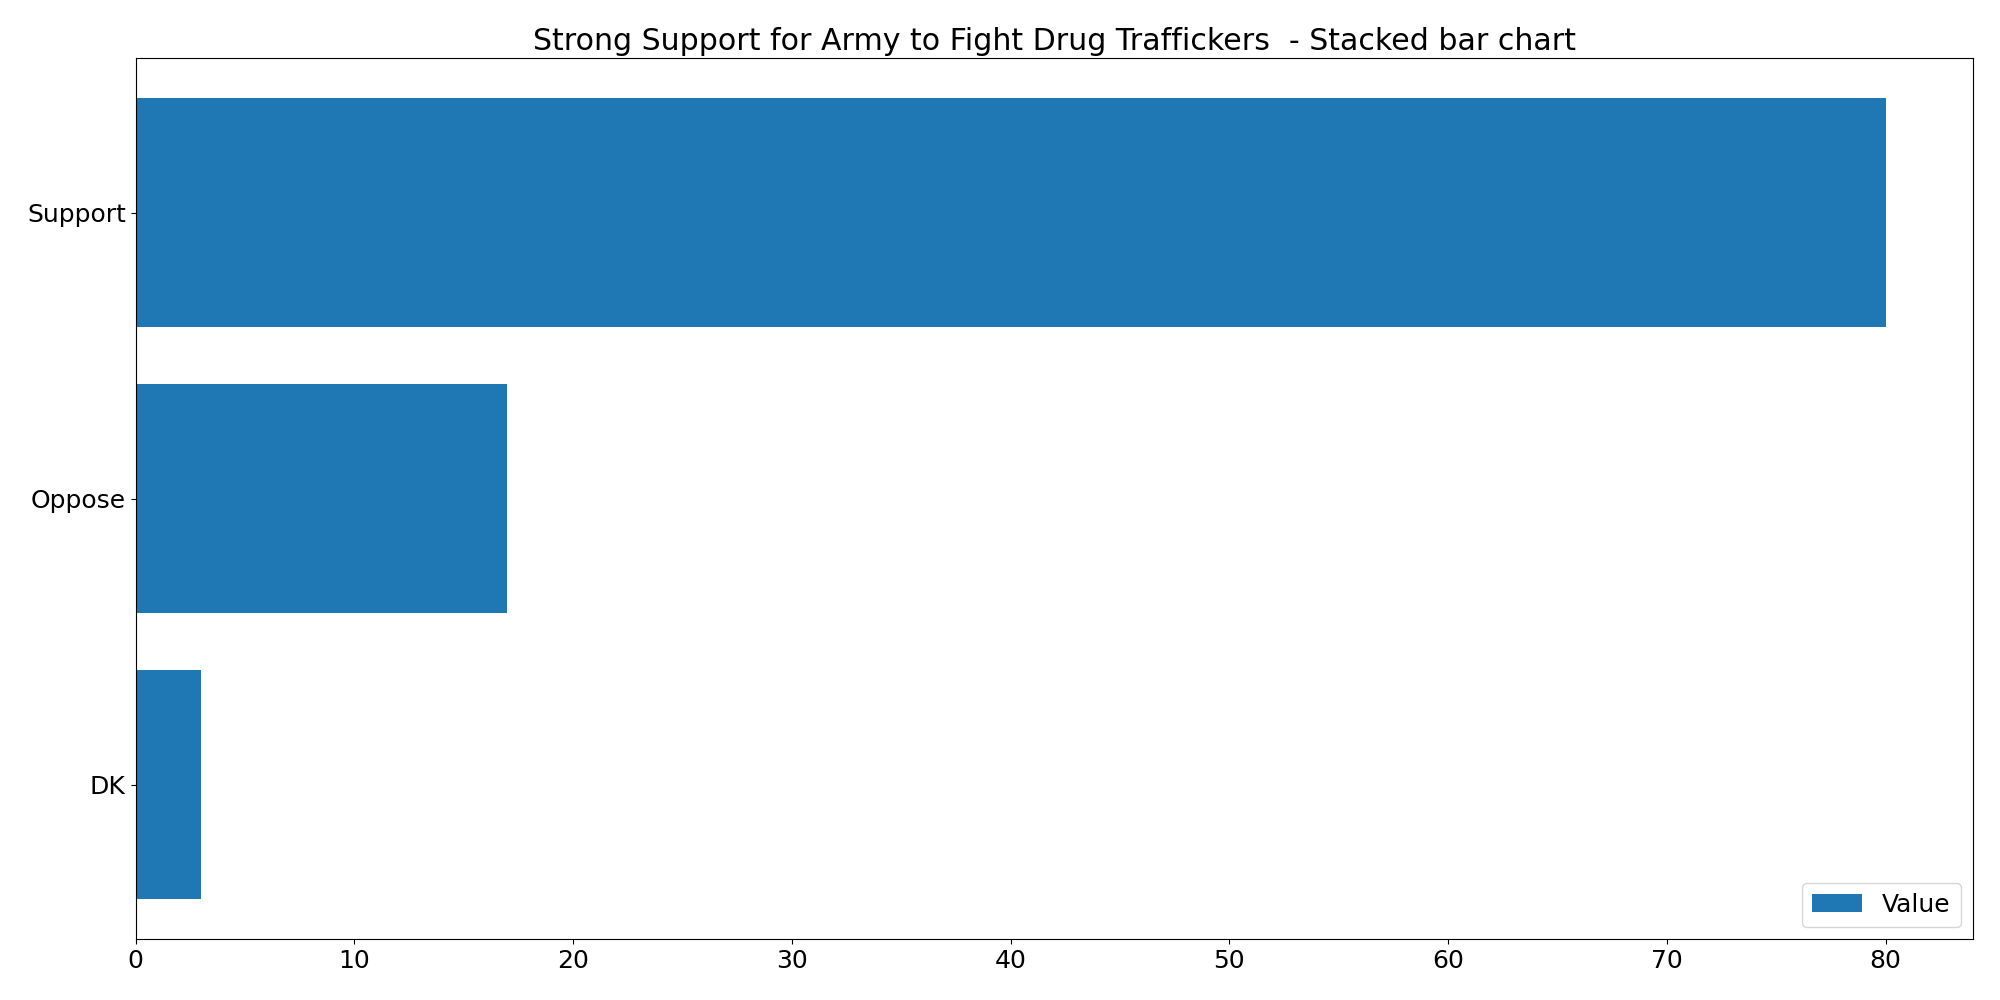 Strong Support for Army to Fight Drug Traffickers  - Stacked bar chart
Support
Oppose
DK
0 10 20 30 40 50 60 70 80
Value